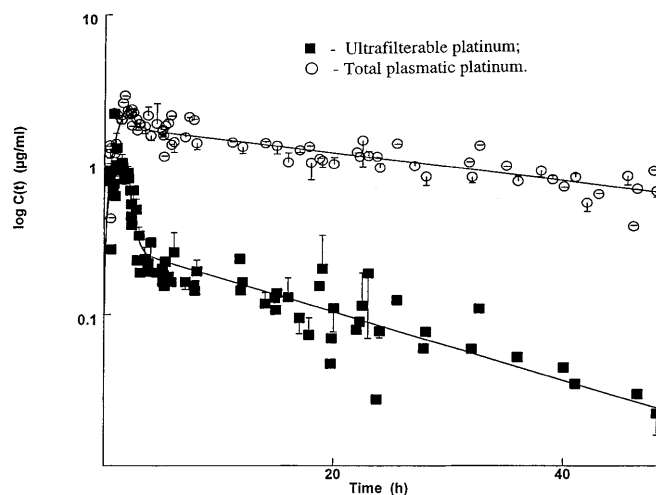 10
■ - Ultrafilterable platinum;
○ - Total plasmatic platinum.
log C(t) (µg/ml)
1
0.1
20
40
Time (h)